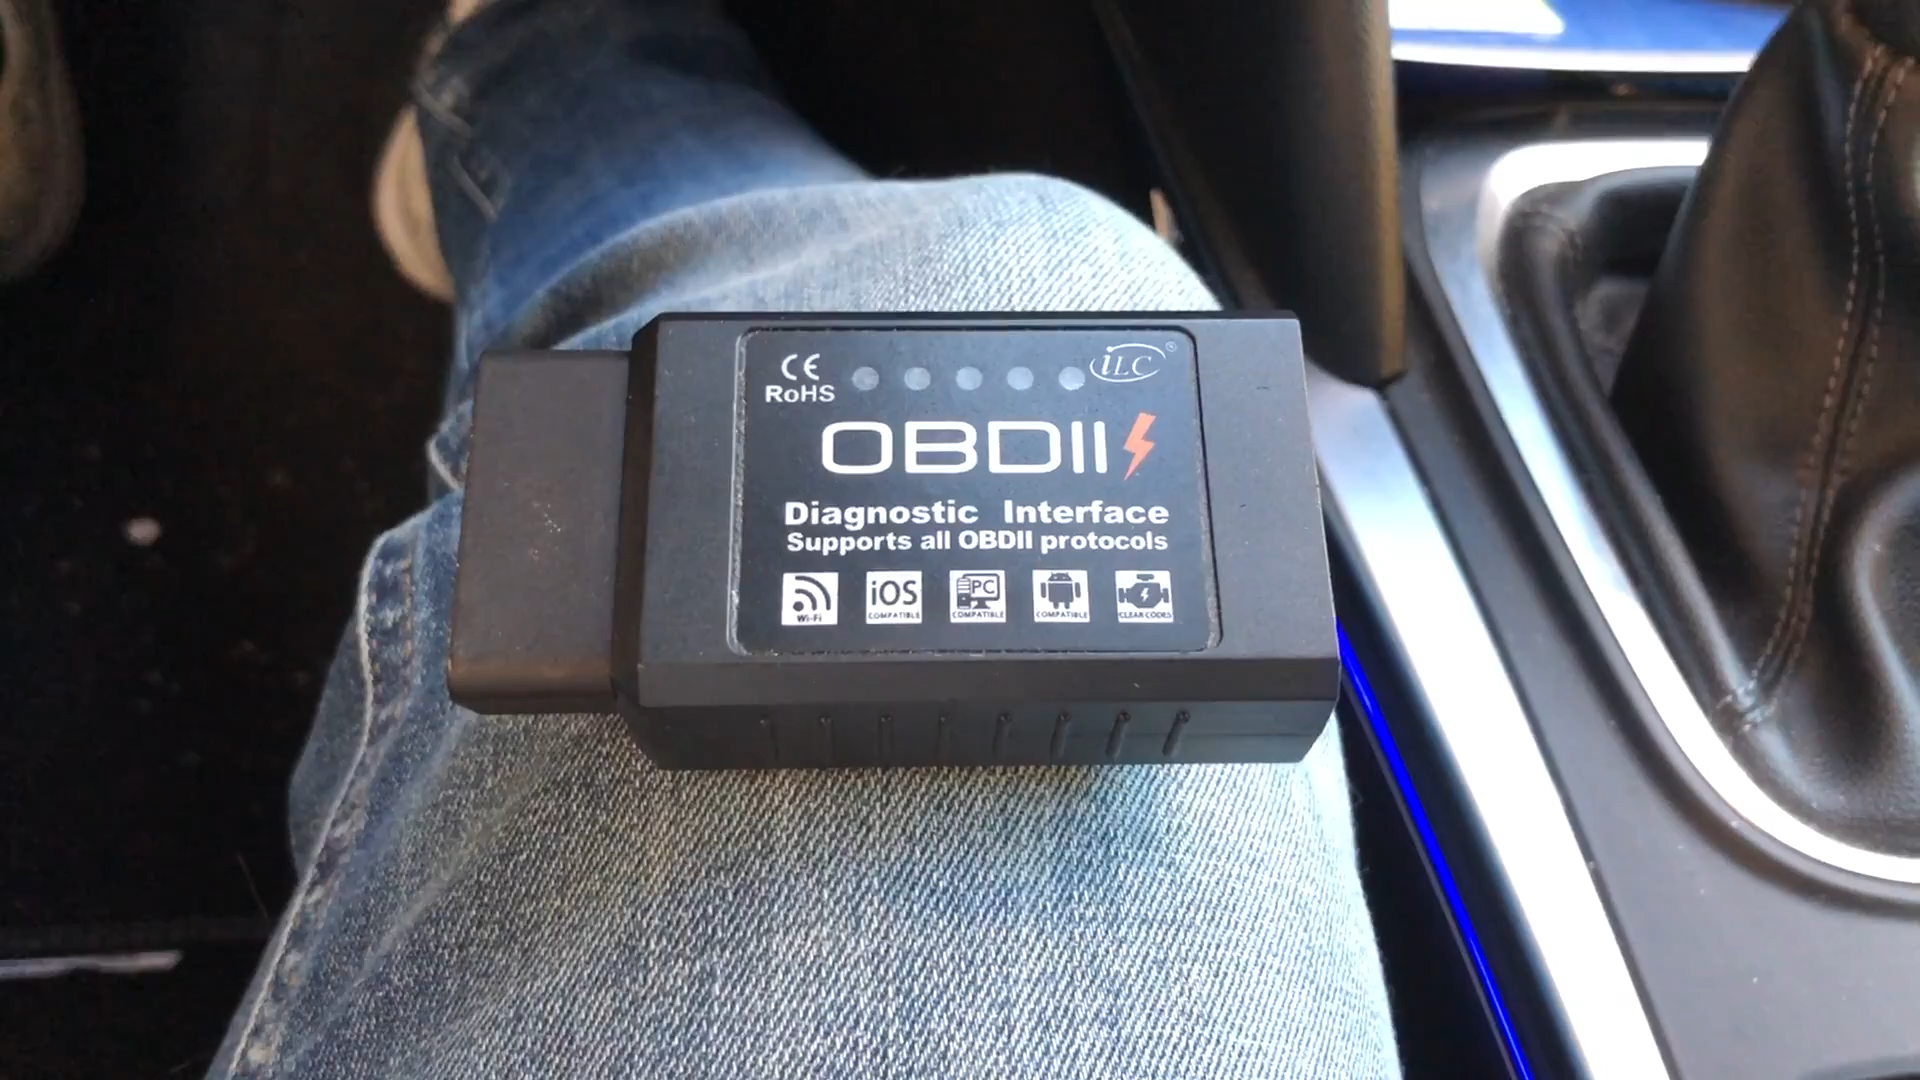 CE
RoHS
iLC®
OBDII
Diagnostic Interface
Supports all OBDII protocols
Wi-Fi
iOS
COMPATIBLE
PC
COMPATIBLE
COMPATIBLE
CLEAR CODES